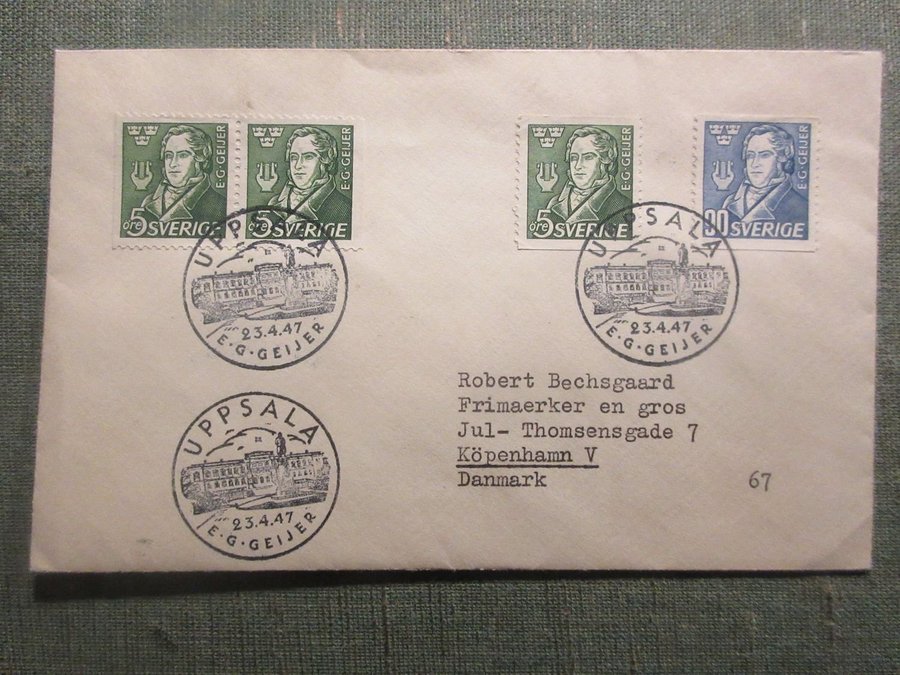 E·G·GEIJER
5 öre SVERIGE
E·G·GEIJER
5 öre SVERIGE
E·G·GEIJER
5 öre SVERIGE
E·G·GEIJER
90 SVERIGE
UPPSALA
23.4.47
E·G·GEIJER
UPPSALA
23.4.47
E·G·GEIJER
UPPSALA
23.4.47
E·G·GEIJER
Robert Bechsgaard
Frimaerker en gros
Jul- Thomsensgade 7
Köpenhamn V
Danmark
67